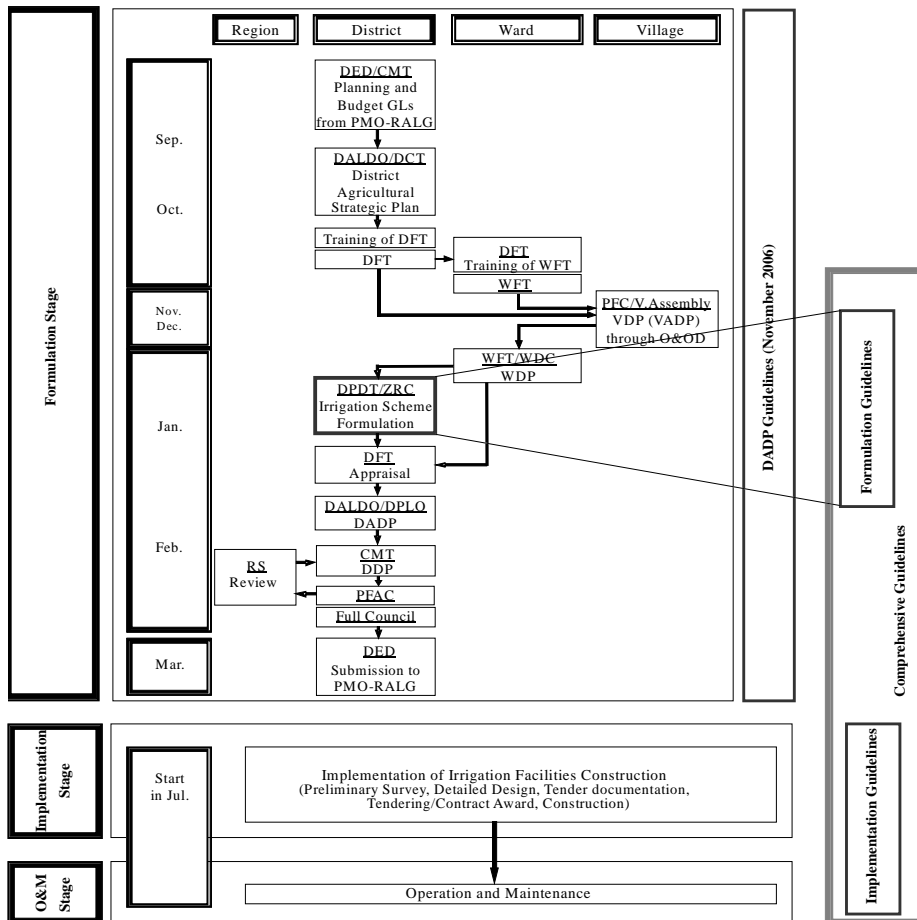 Region
District
Ward
Village
Formulation Stage
Sep.
Oct.
Nov.
Dec.
Jan.
Feb.
Mar.
DED/CMT
Planning and
Budget GLs
from PMO-RALG
DALDO/DCT
District
Agricultural
Strategic Plan
Training of DFT
DFT
DFT
Training of WFT
WFT
PFC/V.Assembly
VDP (VADP)
through O&OD
WFT/WDC
WDP
DPDT/ZRC
Irrigation Scheme
Formulation
DFT
Appraisal
DALDO/DPLO
DADP
CMT
DDP
RS
Review
PFAC
Full Council
DED
Submission to
PMO-RALG
DADP Guidelines (November 2006)
Formulation Guidelines
Comprehensive Guidelines
Implementation Guidelines
Implementation
Stage
Start
in Jul.
Implementation of Irrigation Facilities Construction
(Preliminary Survey, Detailed Design, Tender documentation,
Tendering/Contract Award, Construction)
O&M
Stage
Operation and Maintenance